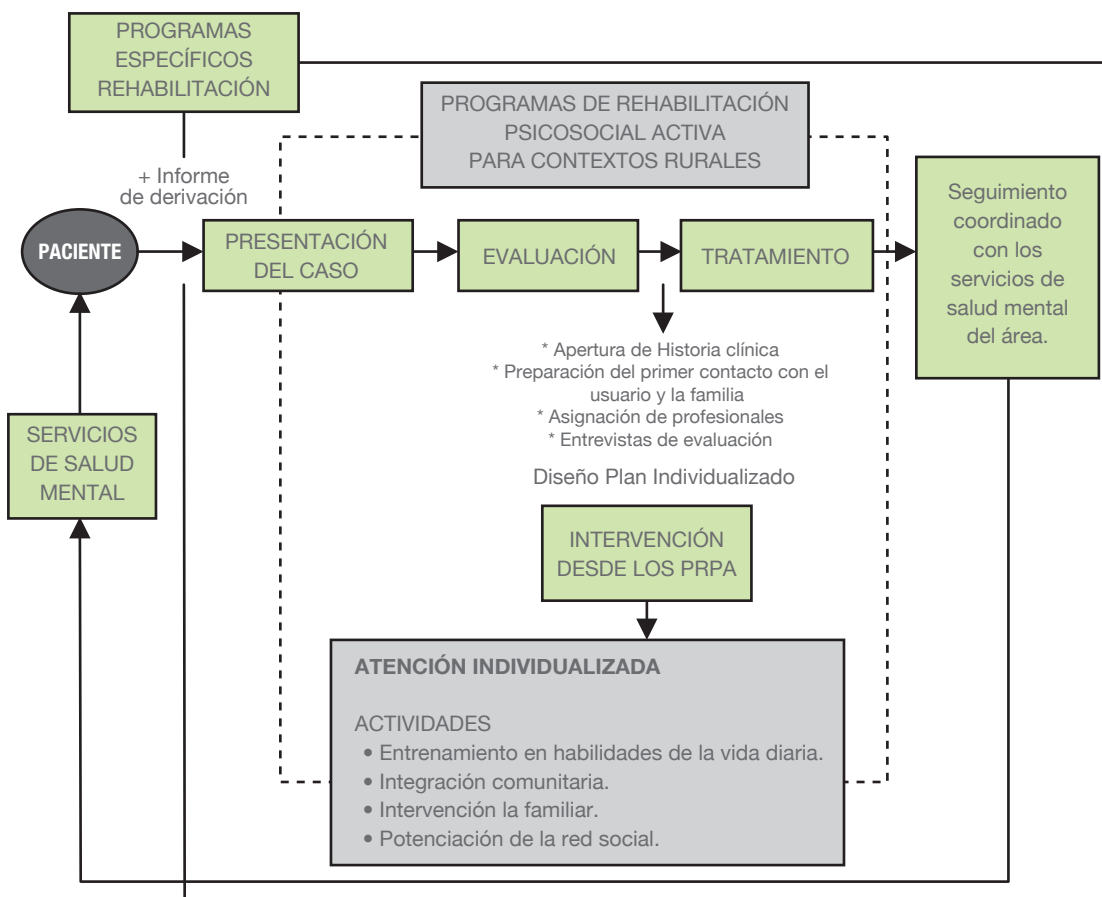 PROGRAMAS
ESPECÍFICOS
REHABILITACIÓN
PROGRAMAS DE REHABILITACIÓN
PSICOSOCIAL ACTIVA
PARA CONTEXTOS RURALES
+ Informe
de derivación
PACIENTE
PRESENTACIÓN
DEL CASO
EVALUACIÓN
TRATAMIENTO
Seguimiento
coordinado
con los
servicios de
salud mental
del área.
* Apertura de Historia clínica
* Preparación del primer contacto con el
usuario y la familia
* Asignación de profesionales
* Entrevistas de evaluación
Diseño Plan Individualizado
SERVICIOS
DE SALUD
MENTAL
INTERVENCIÓN
DESDE LOS PRPA
ATENCIÓN INDIVIDUALIZADA
ACTIVIDADES
• Entrenamiento en habilidades de la vida diaria.
• Integración comunitaria.
• Intervención la familiar.
• Potenciación de la red social.